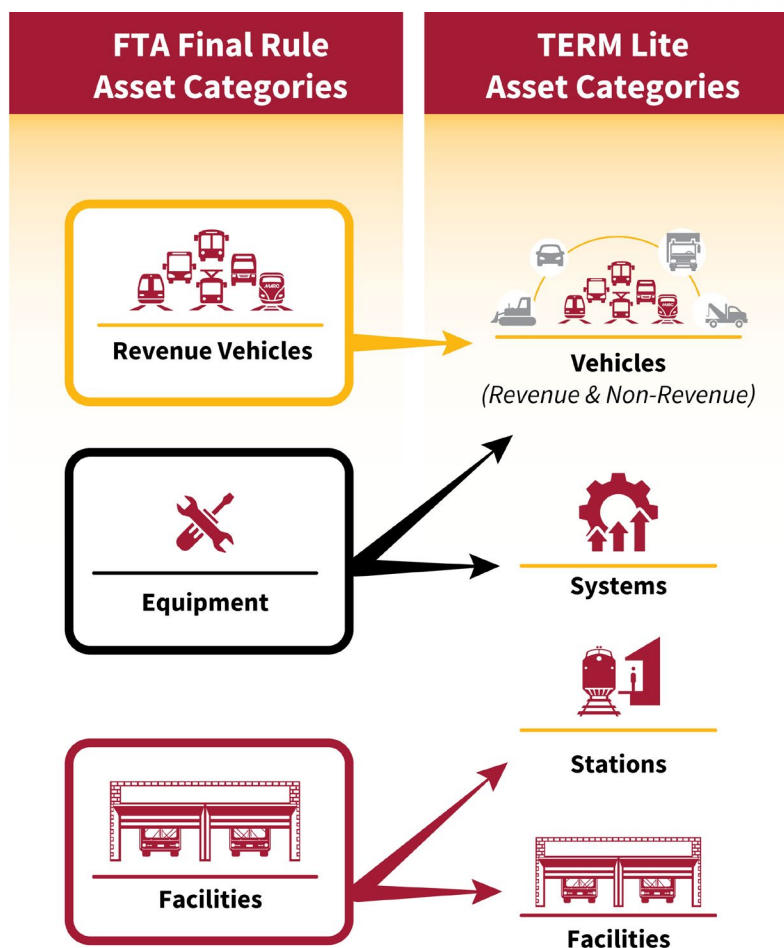 FTA Final Rule
Asset Categories
TERM Lite
Asset Categories
MARC
Revenue Vehicles
Vehicles
(Revenue & Non-Revenue)
Equipment
Systems
Stations
Facilities
Facilities